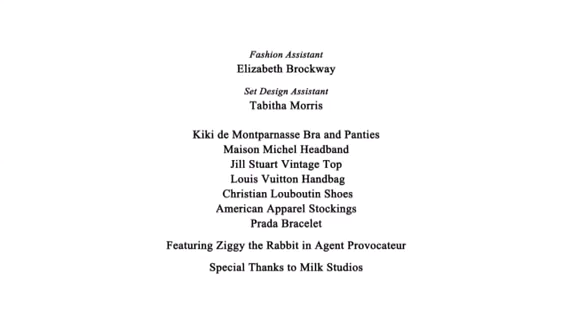 Fashion Assistant
Elizabeth Brockway
Set Design Assistant
Tabitha Morris
Kiki de Montparnasse Bra and Panties
Maison Michel Headband
Jill Stuart Vintage Top
Louis Vuitton Handbag
Christian Louboutin Shoes
American Apparel Stockings
Prada Bracelet
Featuring Ziggy the Rabbit in Agent Provocateur
Special Thanks to Milk Studios